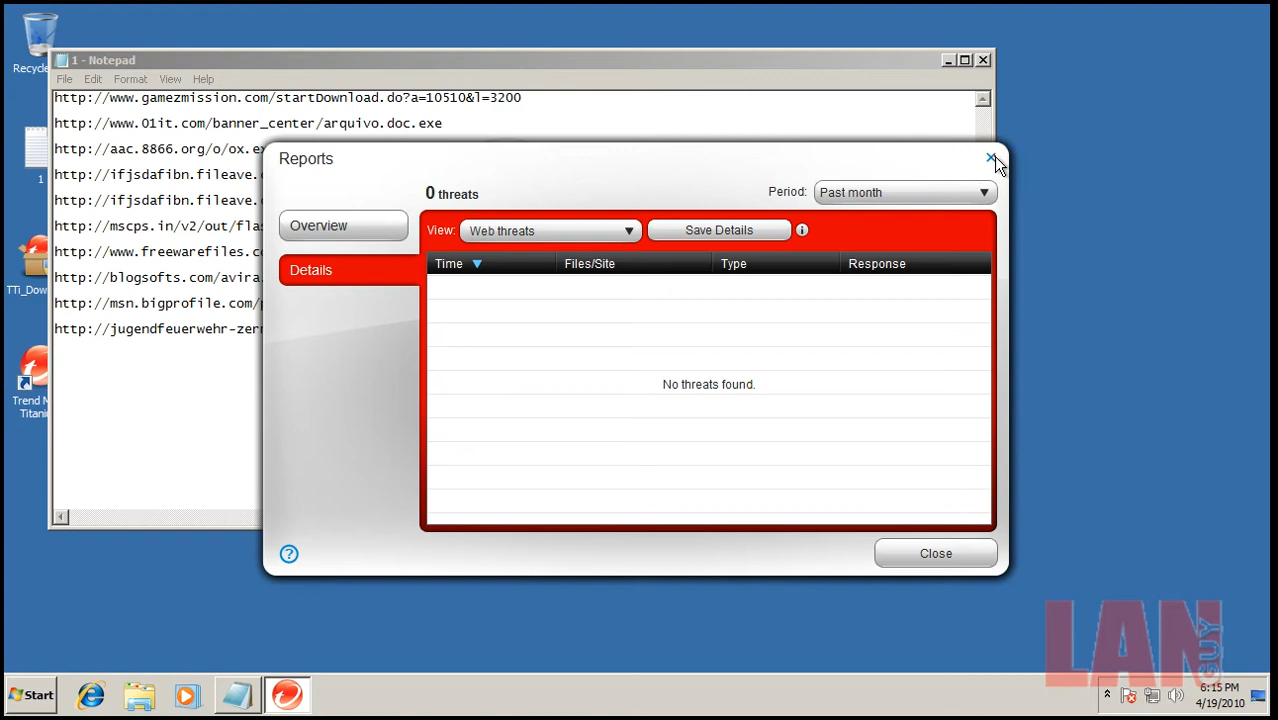 Recycle
1 - Notepad
File Edit Format View Help
http://www.gamezmission.com/startDownload.do?a=10510&l=3200
http://www.01it.com/banner_center/arquivo.doc.exe
http://aac.8866.org/o/ox.ex
http://ifjsdafibn.fileave.
http://ifjsdafibn.fileave.
http://mscps.in/v2/out/flas
http://www.freewarefiles.c
http://blogsofts.com/avira
http://msn.bigprofile.com/
http://jugendfeuerwehr-zer
1
TTi_Dow
Trend M
Titani
Reports
0 threats
Period: Past month
Overview
Details
View: Web threats
Save Details
Time Files/Site Type Response
No threats found.
Close
LAN
GUY
Start
6:15 PM
4/19/2010